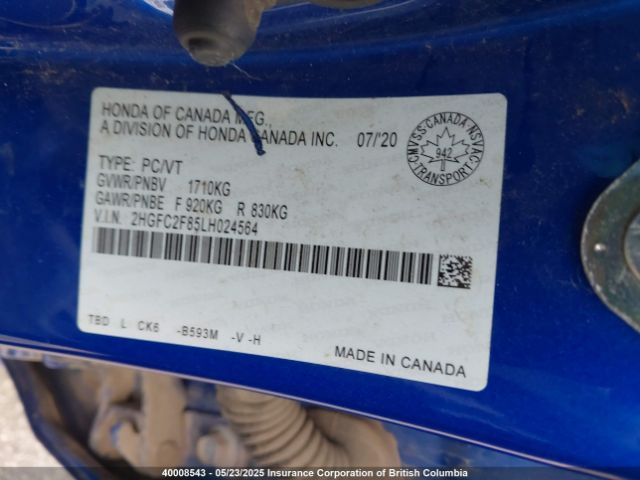 HONDA OF CANADA MFG.,
A DIVISION OF HONDA CANADA INC. 07/'20
CMVSS-CANADA-NSVAC
942
TRANSPORT
TYPE: PC/VT
GVWR/PNBV 1710KG
GAWR/PNBE F 920KG R 830KG
V.I.N. 2HGFC2F85LH024564
TBD L CK6 -B593M -V -H
MADE IN CANADA
40008543 - 05/23/2025 Insurance Corporation of British Columbia